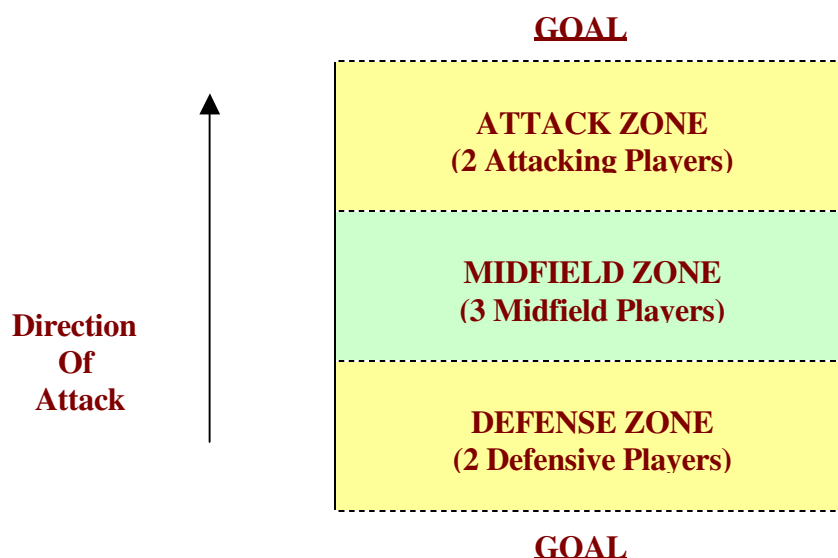 GOAL
ATTACK ZONE
(2 Attacking Players)
MIDFIELD ZONE
(3 Midfield Players)
Direction
Of
Attack
DEFENSE ZONE
(2 Defensive Players)
GOAL